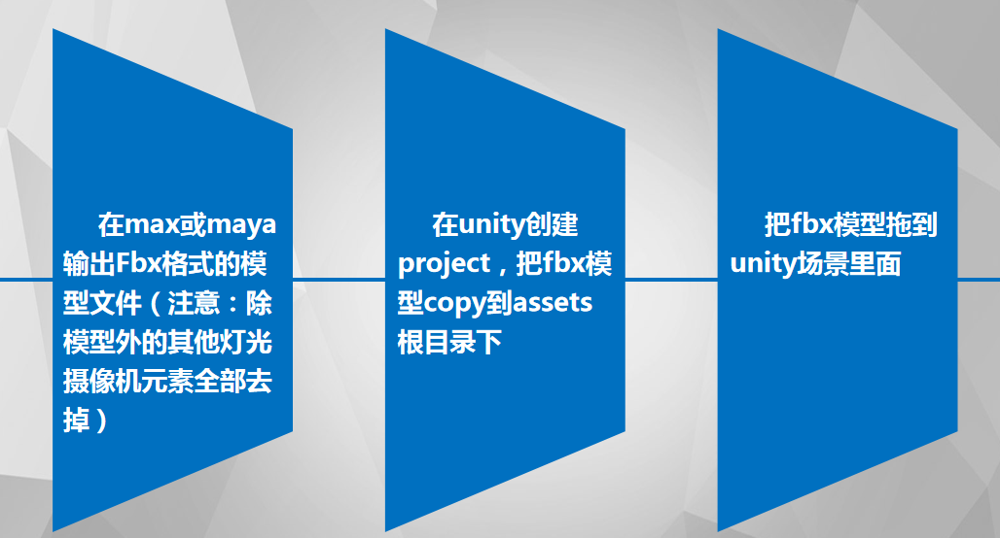 在max或maya
输出Fbx格式的模
型文件（注意：除
模型外的其他灯光
摄像机元素全部去
掉）
在unity创建
project，把fbx模
型copy到assets
根目录下
把fbx模型拖到
unity场景里面